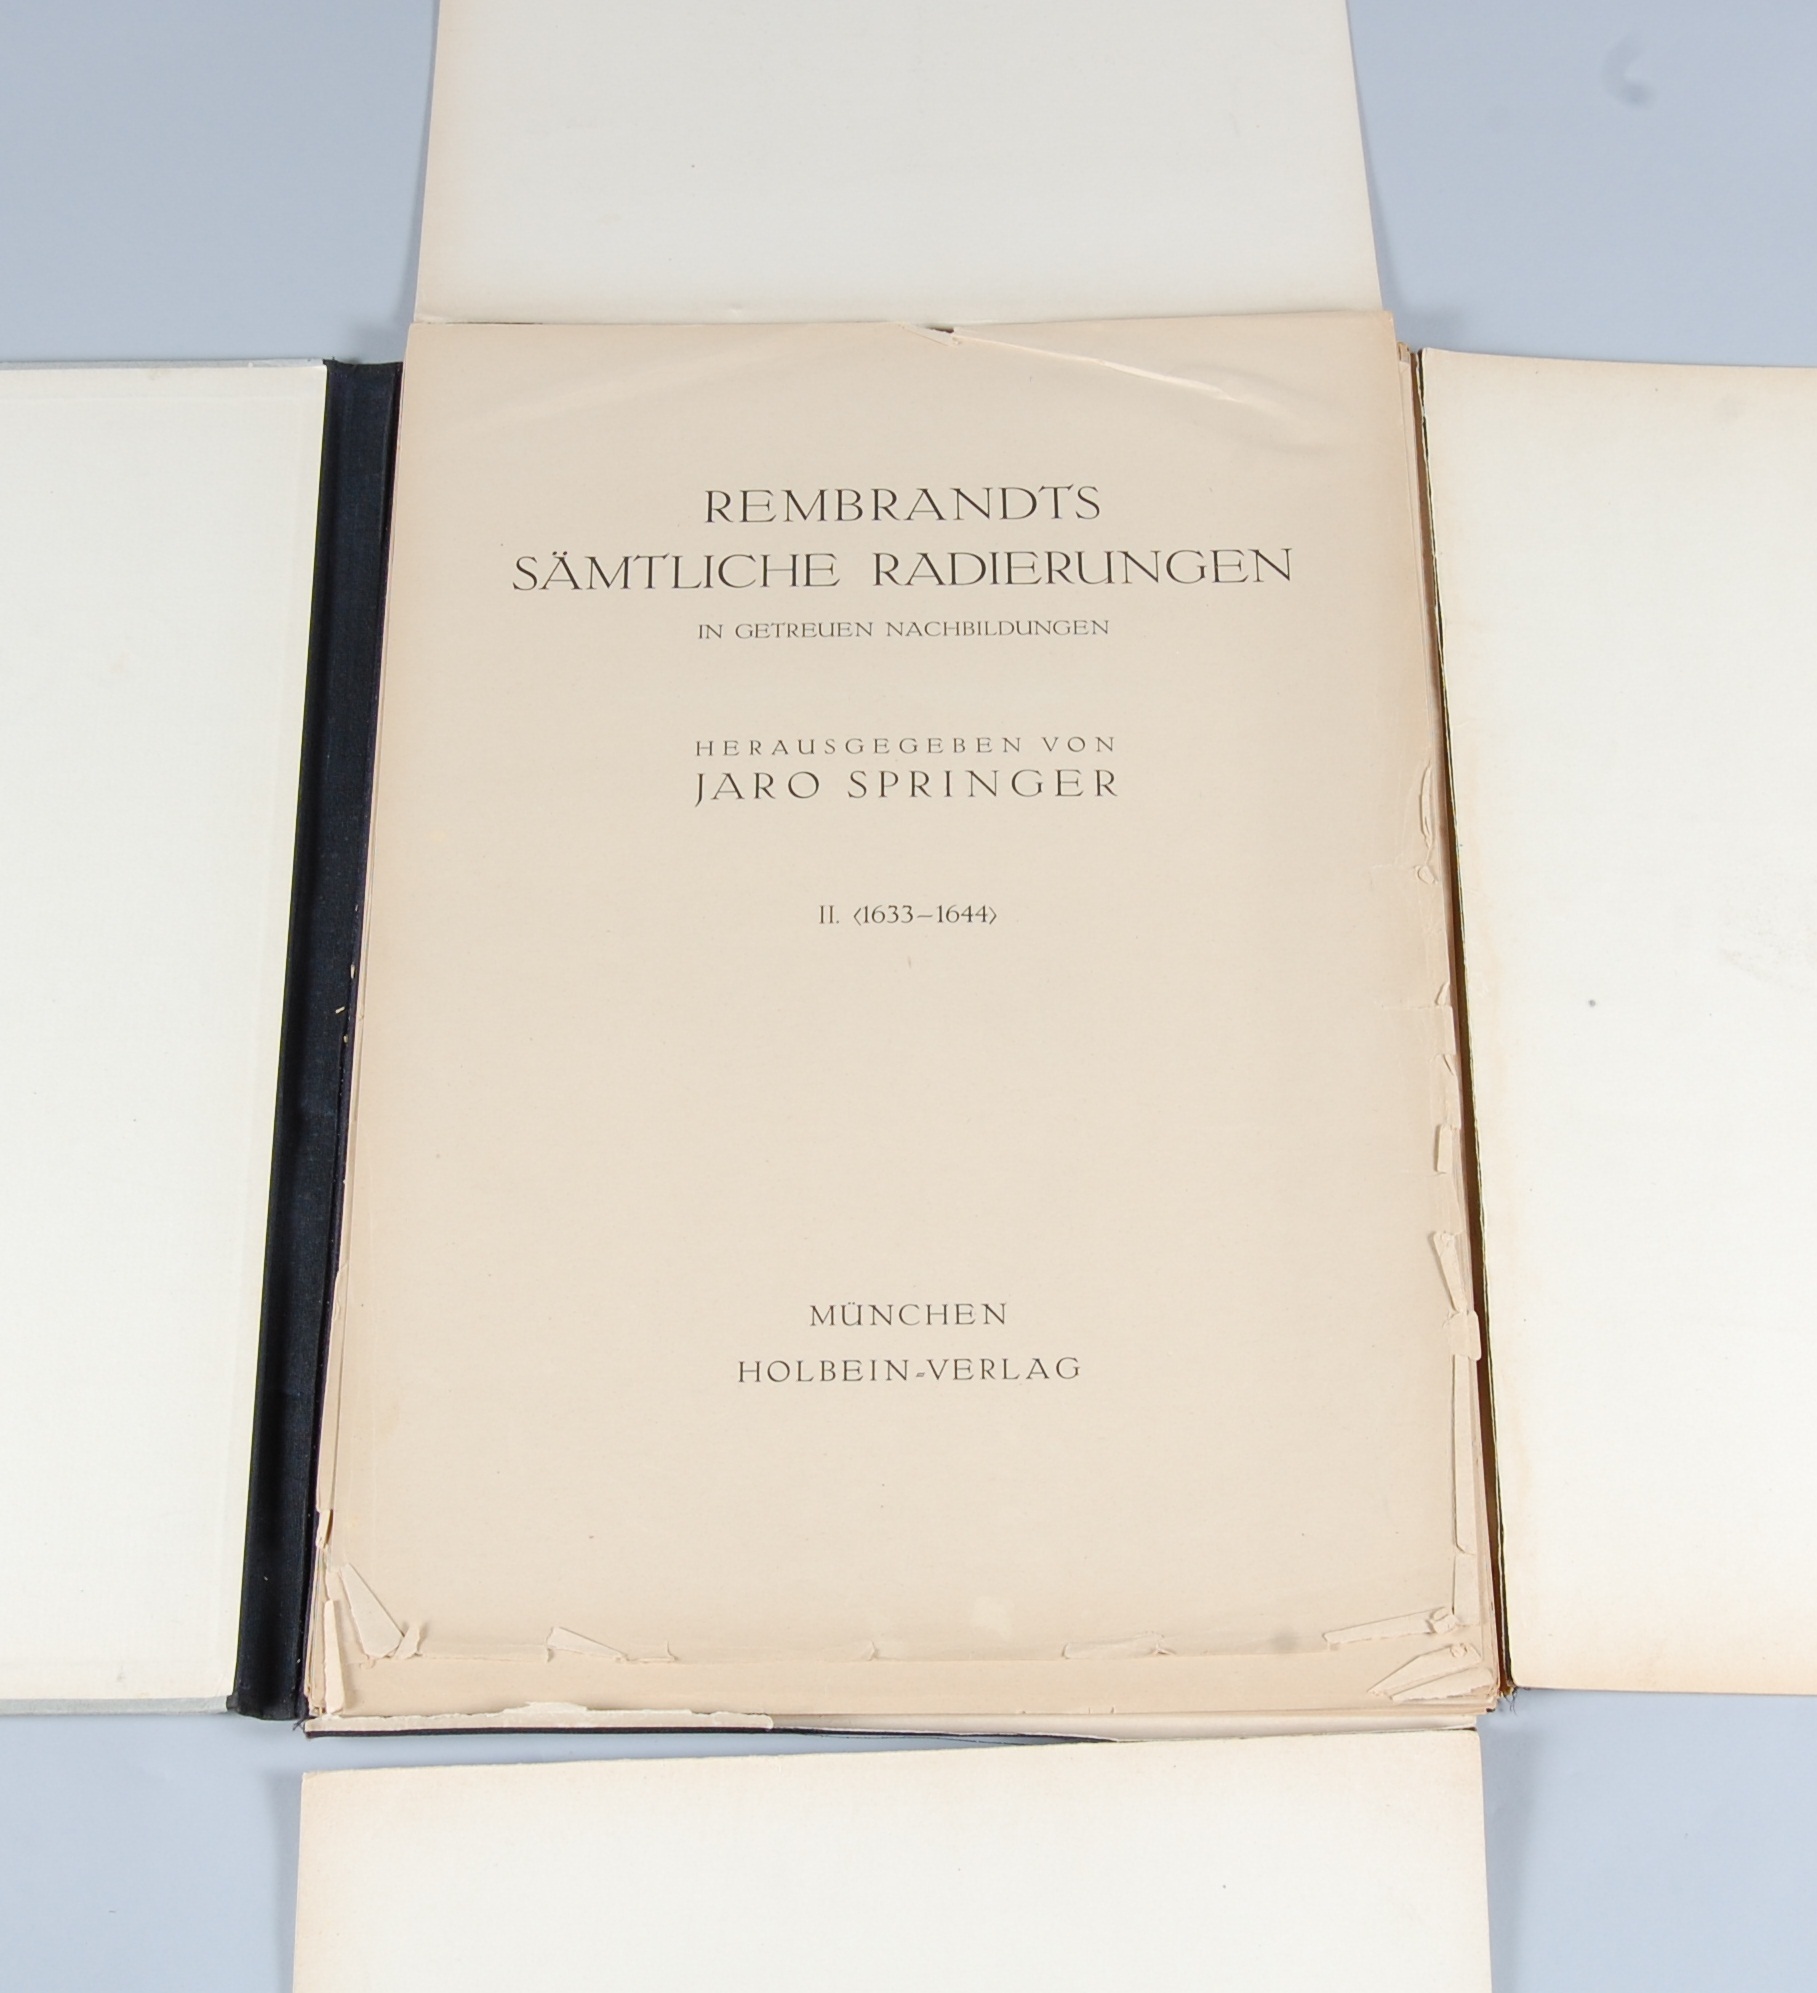 REMBRANDTS
SÄMTLICHE RADIERUNGEN
IN GETREUEN NACHBILDUNGEN
HERAUSGEGEBEN VON
JARO SPRINGER
II. ⟨1633–1644⟩
MÜNCHEN
HOLBEIN-VERLAG